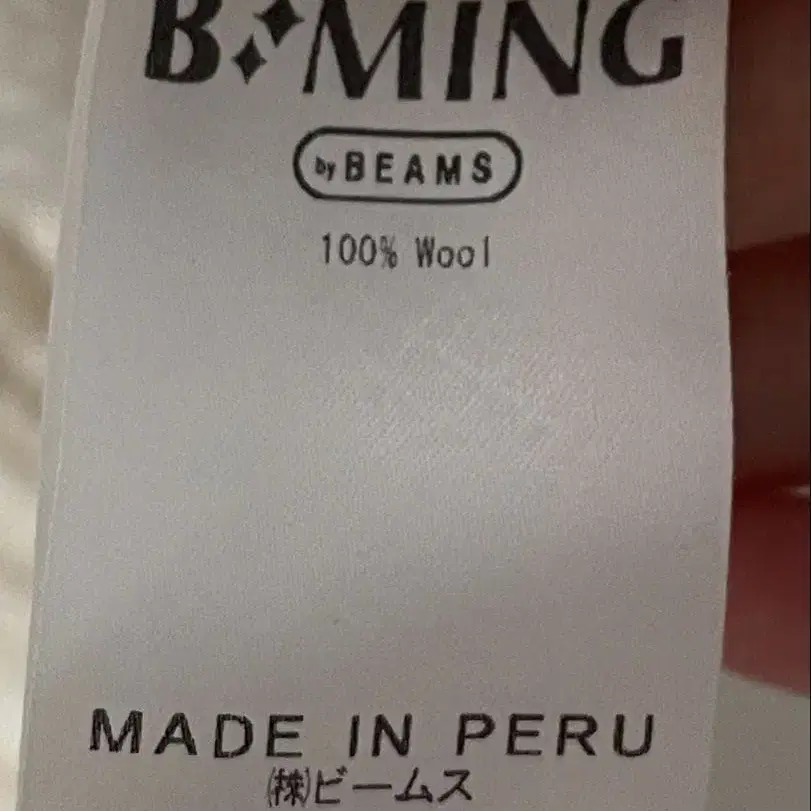 B MING
by BEAMS
100% Wool
MADE IN PERU
㈱ビームス